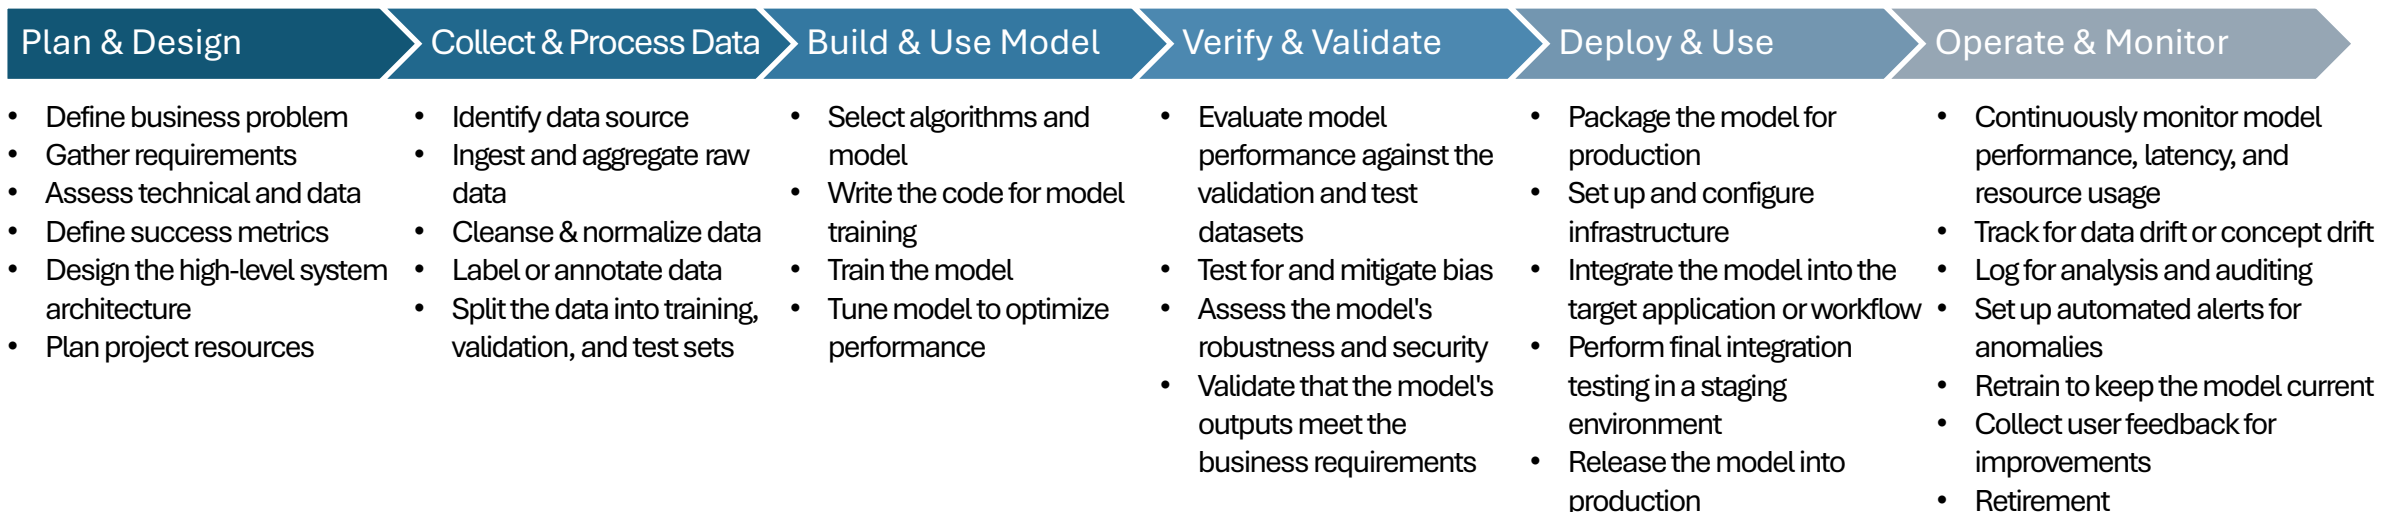 Plan & Design
Collect & Process Data
Build & Use Model
Verify & Validate
Deploy & Use
Operate & Monitor
• Define business problem
• Gather requirements
• Assess technical and data
• Define success metrics
• Design the high-level system
architecture
• Plan project resources
• Identify data source
• Ingest and aggregate raw
data
• Cleanse & normalize data
• Label or annotate data
• Split the data into training,
validation, and test sets
• Select algorithms and
model
• Write the code for model
training
• Train the model
• Tune model to optimize
performance
• Evaluate model
performance against the
validation and test
datasets
• Test for and mitigate bias
• Assess the model's
robustness and security
• Validate that the model's
outputs meet the
business requirements
• Package the model for
production
• Set up and configure
infrastructure
• Integrate the model into the
target application or workflow
• Perform final integration
testing in a staging
environment
• Release the model into
production
• Continuously monitor model
performance, latency, and
resource usage
• Track for data drift or concept drift
• Log for analysis and auditing
• Set up automated alerts for
anomalies
• Retrain to keep the model current
• Collect user feedback for
improvements
• Retirement